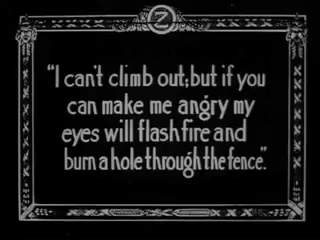 Z
"I can't climb out; but if you
can make me angry my
eyes will flash fire and
burn a hole through the fence."